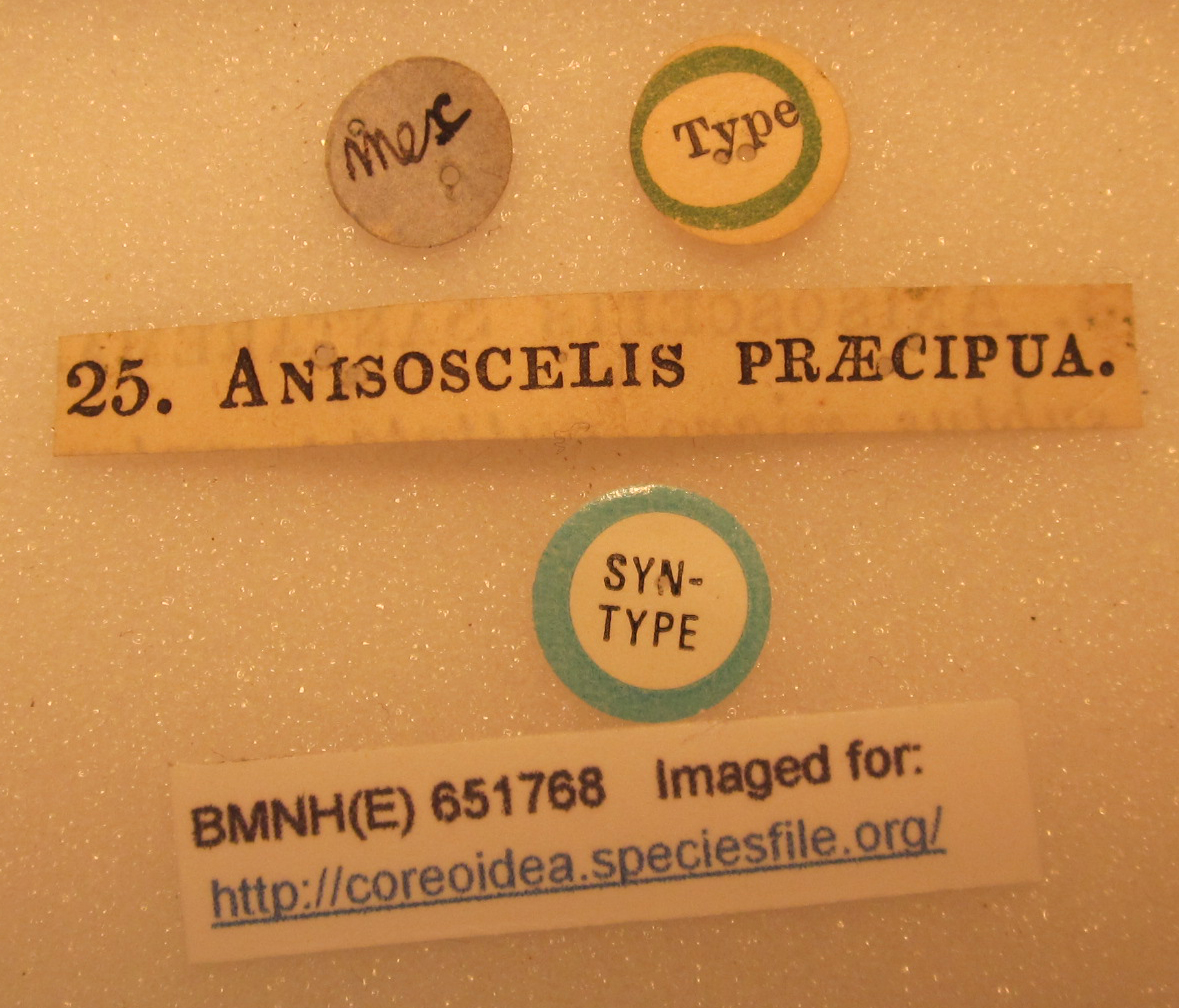 mex
Type
25. ANISOSCELIS PRÆCIPUA.
SYN-
TYPE
BMNH(E) 651768 Imaged for:
http://coreoidea.speciesfile.org/